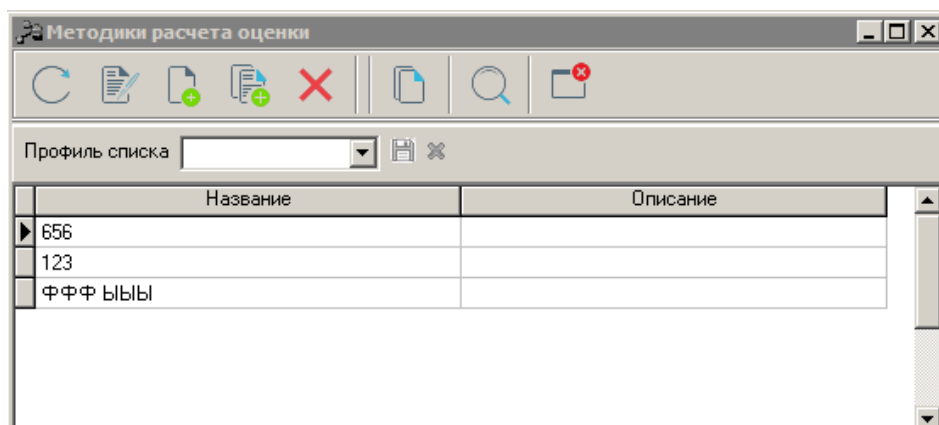 Методики расчета оценки
Профиль списка
Название Описание
656
123
ФФФ ЫЫЫ